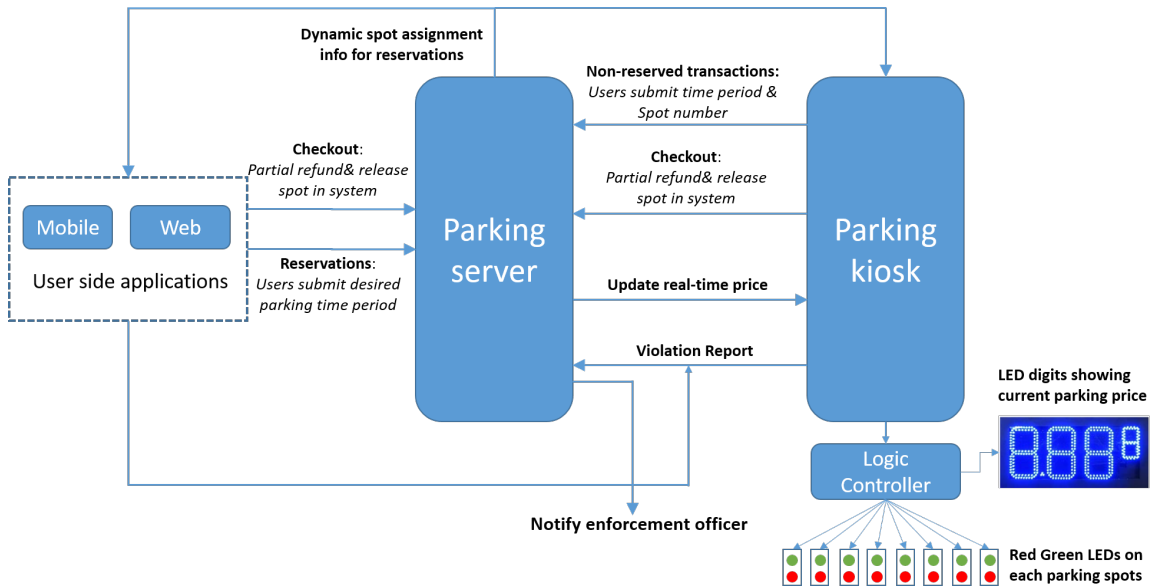 Dynamic spot assignment
info for reservations
Non-reserved transactions:
Users submit time period &
Spot number
Checkout:
Partial refund& release
spot in system
Checkout:
Partial refund& release
spot in system
Mobile
Web
User side applications
Reservations:
Users submit desired
parking time period
Parking
server
Parking
kiosk
Update real-time price
Violation Report
LED digits showing
current parking price
8.888
Logic
Controller
Notify enforcement officer
Red Green LEDs on
each parking spots